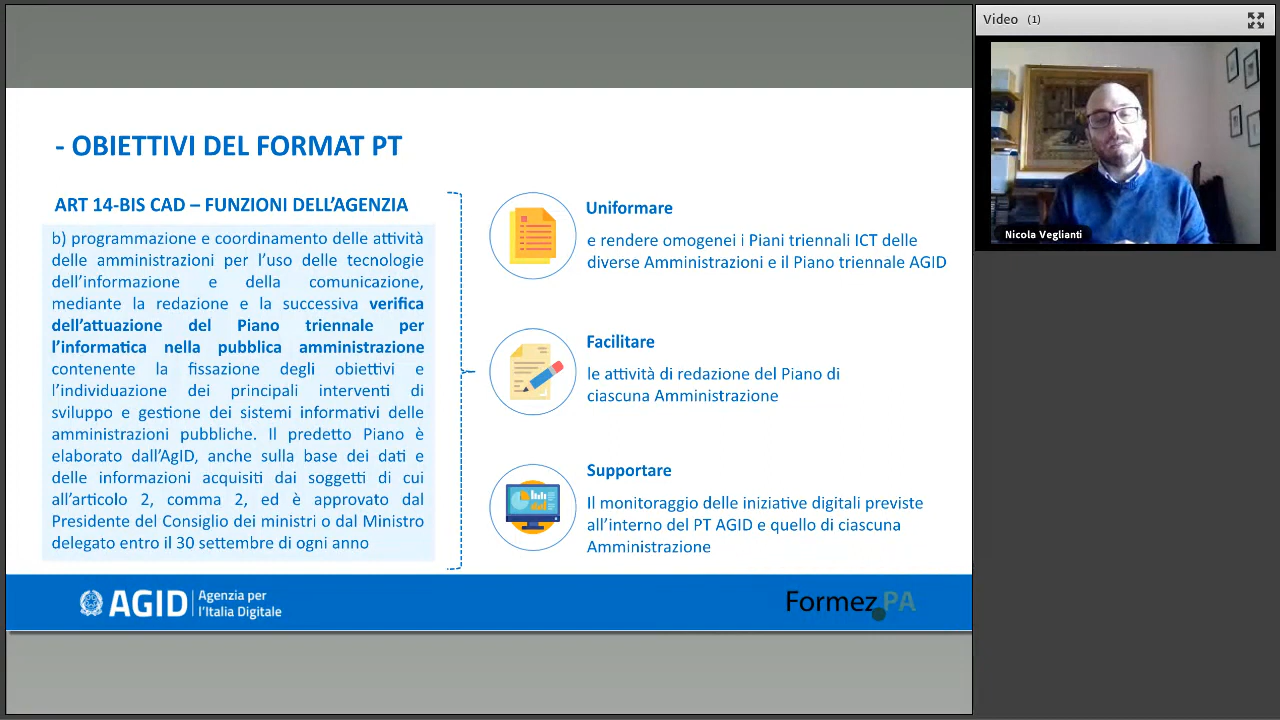 - OBIETTIVI DEL FORMAT PT
ART 14-BIS CAD – FUNZIONI DELL'AGENZIA
b) programmazione e coordinamento delle attività
delle amministrazioni per l'uso delle tecnologie
dell'informazione e della comunicazione,
mediante la redazione e la successiva verifica
dell'attuazione del Piano triennale per
l'informatica nella pubblica amministrazione
contenente la fissazione degli obiettivi e
l'individuazione dei principali interventi di
sviluppo e gestione dei sistemi informativi delle
amministrazioni pubbliche. Il predetto Piano è
elaborato dall'AgID, anche sulla base dei dati e
delle informazioni acquisiti dai soggetti di cui
all'articolo 2, comma 2, ed è approvato dal
Presidente del Consiglio dei ministri o dal Ministro
delegato entro il 30 settembre di ogni anno
Uniformare
e rendere omogenei i Piani triennali ICT delle
diverse Amministrazioni e il Piano triennale AGID
Facilitare
le attività di redazione del Piano di
ciascuna Amministrazione
Supportare
Il monitoraggio delle iniziative digitali previste
all'interno del PT AGID e quello di ciascuna
Amministrazione
AGID
Agenzia per
l'Italia Digitale
Formez PA
Video (1)
Nicola Veglianti